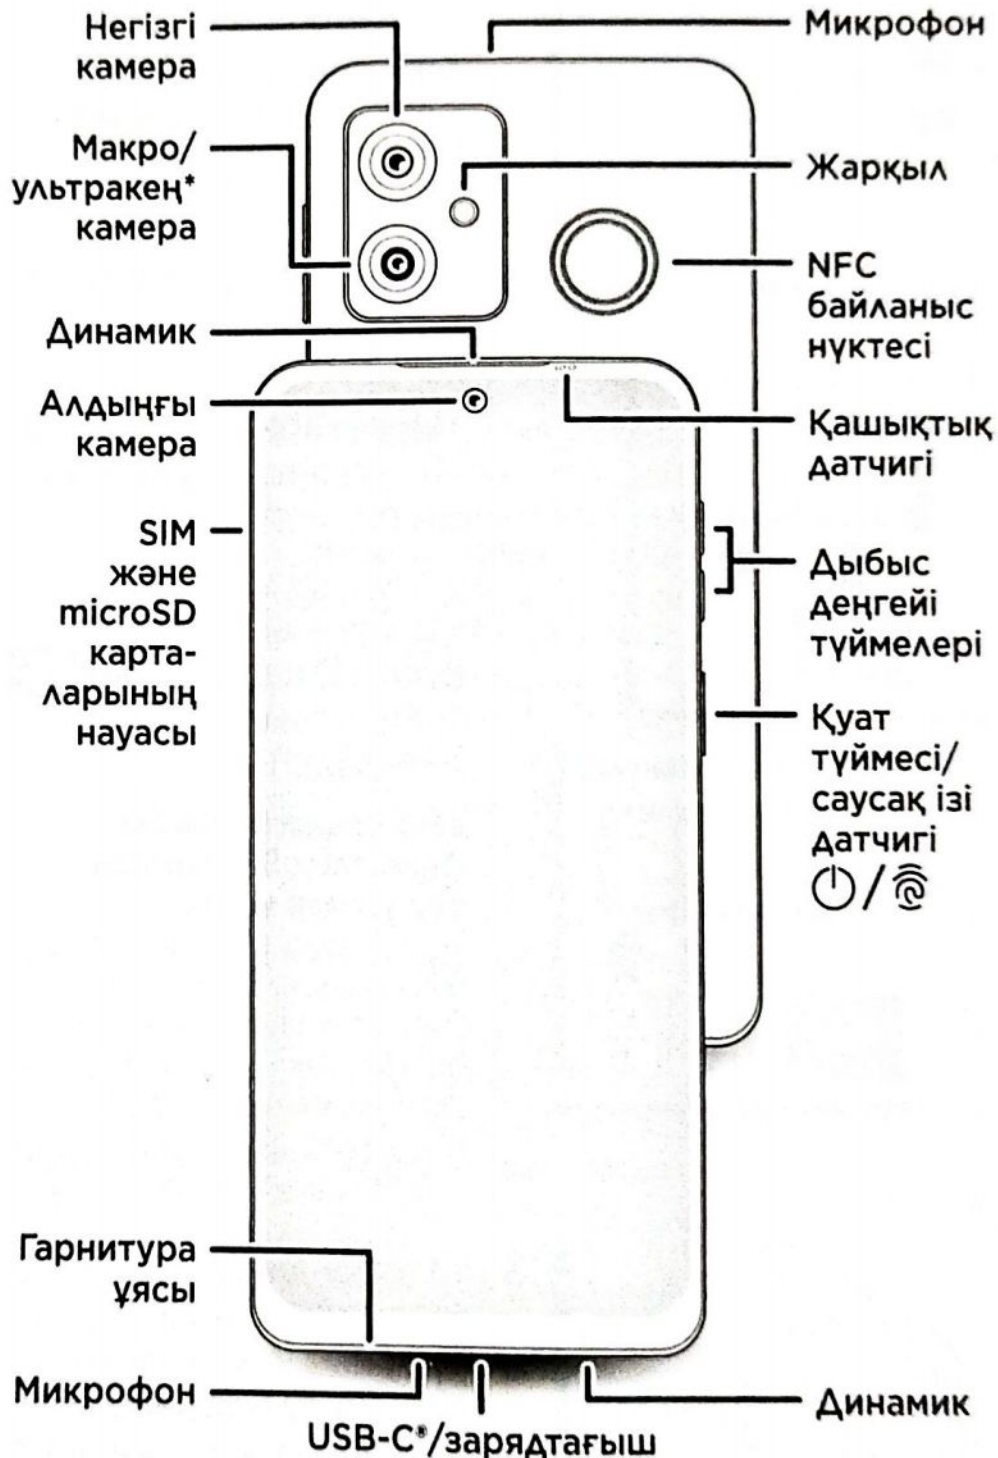 Негізгі
камера
Микрофон
Макро/
ультракең*
камера
Жарқыл
NFC
байланыс
нүктесі
Динамик
Алдыңғы
камера
Қашықтық
датчигі
SIM
және
microSD
карта-
ларының
науасы
Дыбыс
деңгейі
түймелері
Қуат
түймесі/
саусақ ізі
датчигі
Гарнитура
ұясы
Микрофон
USB-C®/зарядтағыш
Динамик